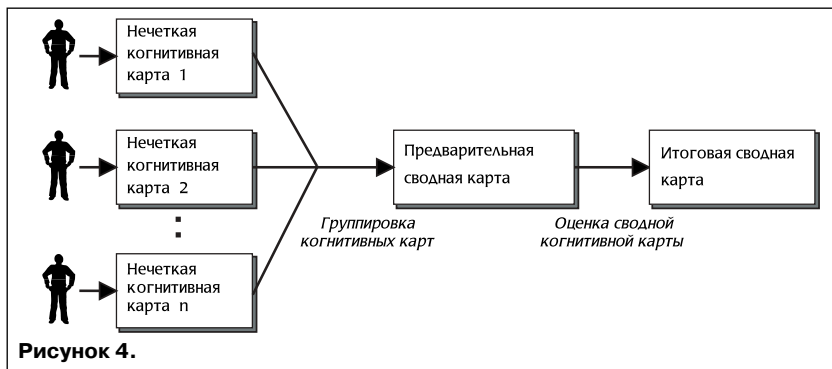 Нечеткая
когнитивная
карта 1
Нечеткая
когнитивная
карта 2
:
Нечеткая
когнитивная
карта n
Предварительная
сводная карта
Итоговая сводная
карта
Группировка
когнитивных карт
Оценка сводной
когнитивной карты
Рисунок 4.